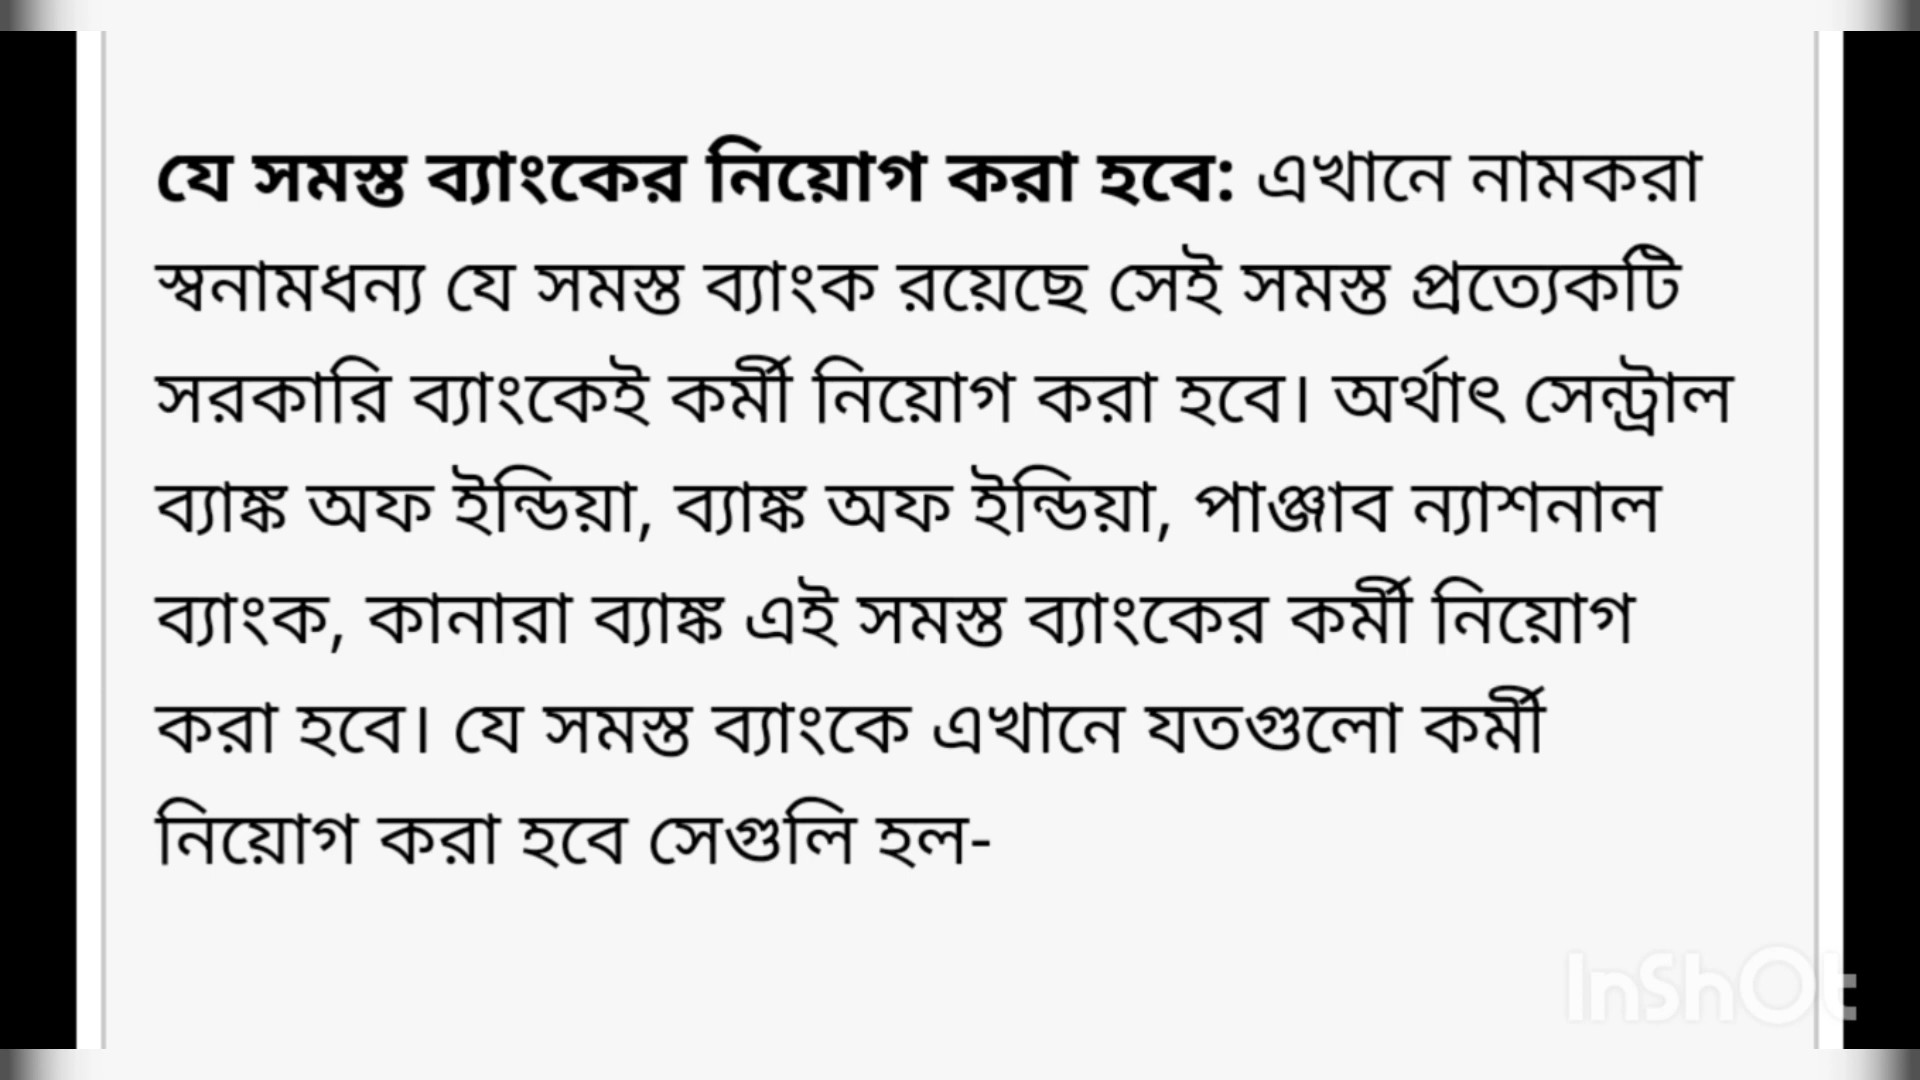 যে সমস্ত ব্যাংকের নিয়োগ করা হবে: এখানে নামকরা
স্বনামধন্য যে সমস্ত ব্যাংক রয়েছে সেই সমস্ত প্রত্যেকটি
সরকারি ব্যাংকেই কর্মী নিয়োগ করা হবে। অর্থাৎ সেন্ট্রাল
ব্যাঙ্ক অফ ইন্ডিয়া, ব্যাঙ্ক অফ ইন্ডিয়া, পাঞ্জাব ন্যাশনাল
ব্যাংক, কানারা ব্যাঙ্ক এই সমস্ত ব্যাংকের কর্মী নিয়োগ
করা হবে। যে সমস্ত ব্যাংকে এখানে যতগুলো কর্মী
নিয়োগ করা হবে সেগুলি হল-
InShOt